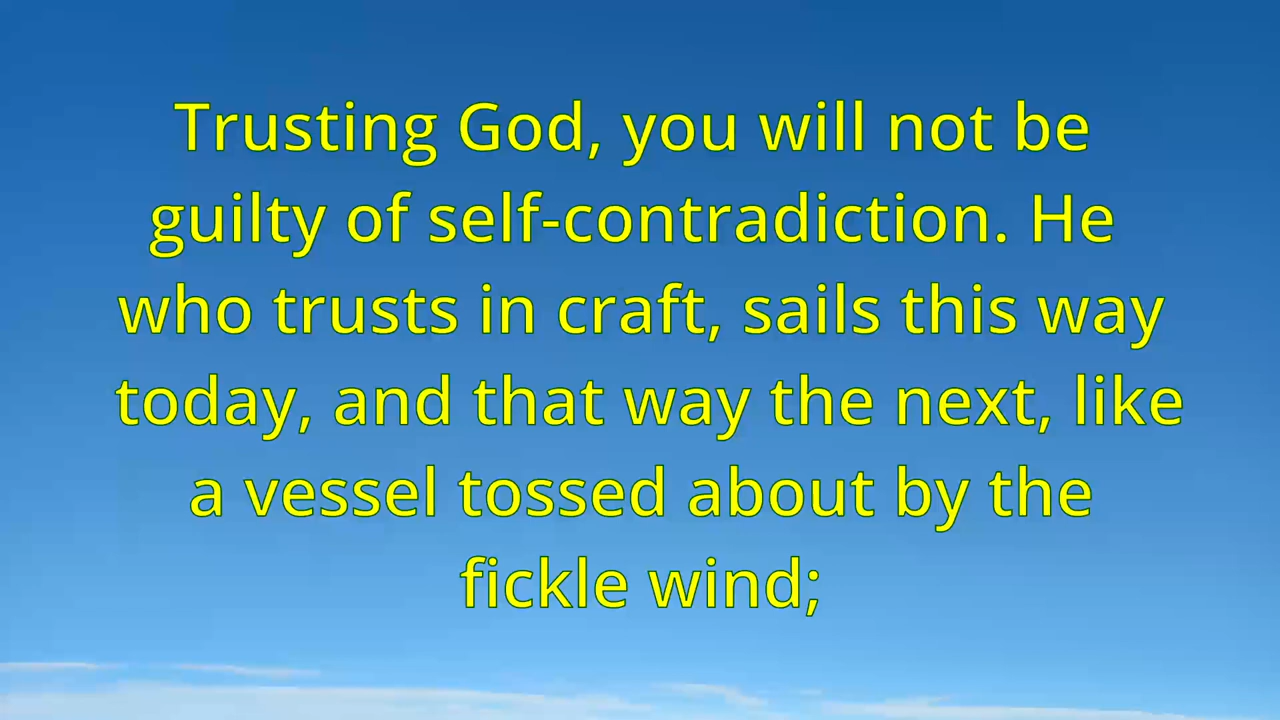 Trusting God, you will not be
guilty of self-contradiction. He
who trusts in craft, sails this way
today, and that way the next, like
a vessel tossed about by the
fickle wind;